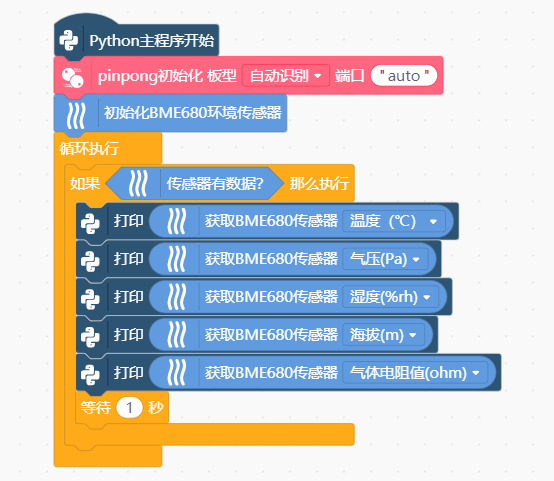 Python主程序开始
pinpong初始化 板型 自动识别 端口 "auto"
初始化BME680环境传感器
循环执行
如果 传感器有数据? 那么执行
打印 获取BME680传感器 温度（℃）
打印 获取BME680传感器 气压(Pa)
打印 获取BME680传感器 湿度(%rh)
打印 获取BME680传感器 海拔(m)
打印 获取BME680传感器 气体电阻值(ohm)
等待 1 秒